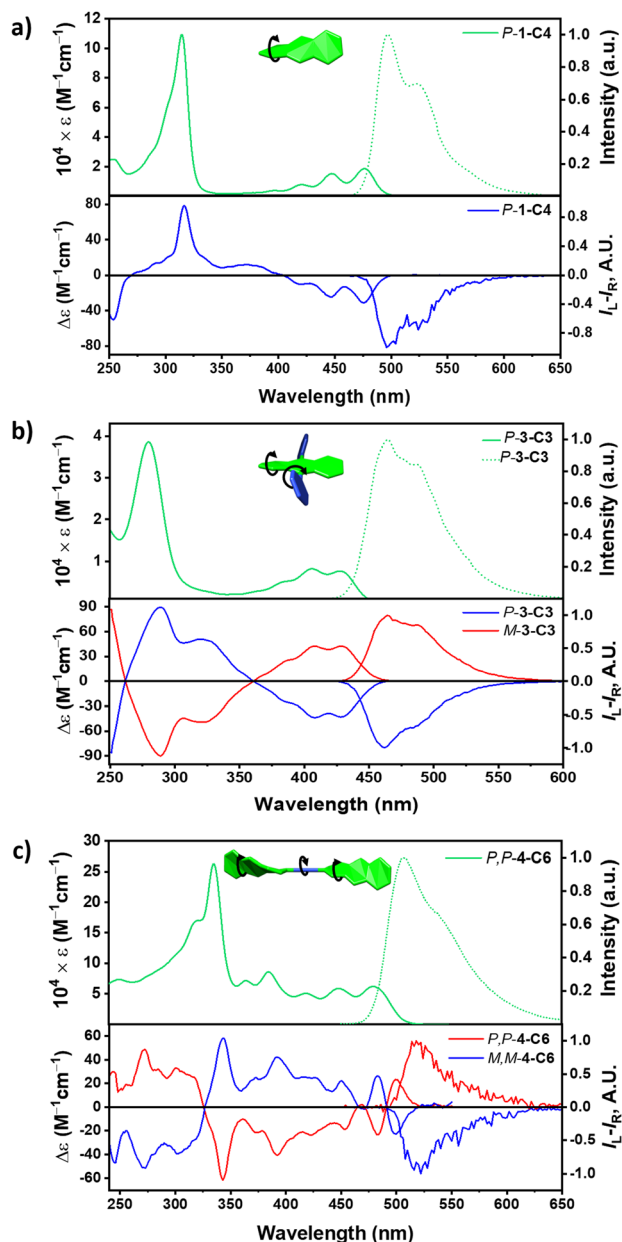 a)
12
10
8
6
4
2
10⁴ × ε (M⁻¹cm⁻¹)
P-1-C4
1.0
0.8
0.6
0.4
0.2
Intensity (a.u.)
80
40
0
-40
-80
Δε (M⁻¹cm⁻¹)
P-1-C4
0.8
0.4
0.0
-0.4
-0.8
I_L-I_R, A.U.
250 300 350 400 450 500 550 600 650
Wavelength (nm)
b)
4
3
2
1
10⁴ × ε (M⁻¹cm⁻¹)
P-3-C3
P-3-C3
1.0
0.8
0.6
0.4
0.2
Intensity (a.u.)
90
60
30
0
-30
-60
-90
Δε (M⁻¹cm⁻¹)
P-3-C3
M-3-C3
1.0
0.5
0.0
-0.5
-1.0
I_L-I_R, A.U.
250 300 350 400 450 500 550 600
Wavelength (nm)
c)
30
25
20
15
10
5
10⁴ × ε (M⁻¹cm⁻¹)
P,P-4-C6
1.0
0.8
0.6
0.4
0.2
Intensity (a.u.)
60
40
20
0
-20
-40
-60
Δε (M⁻¹cm⁻¹)
P,P-4-C6
M,M-4-C6
1.0
0.5
0.0
-0.5
-1.0
I_L-I_R, A.U.
250 300 350 400 450 500 550 600 650
Wavelength (nm)